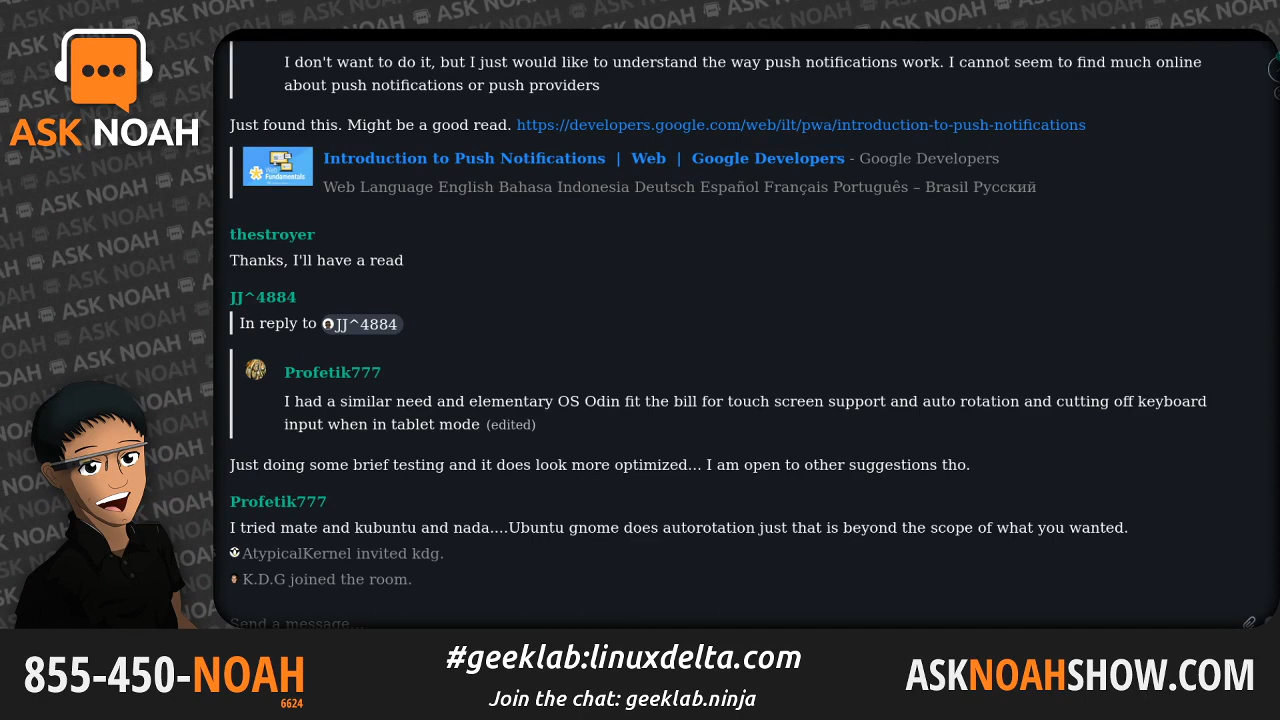 ASK NOAH
I don't want to do it, but I just would like to understand the way push notifications work. I cannot seem to find much online
about push notifications or push providers
Just found this. Might be a good read. https://developers.google.com/web/ilt/pwa/introduction-to-push-notifications
Web
Fundamentals
Introduction to Push Notifications | Web | Google Developers - Google Developers
Web Language English Bahasa Indonesia Deutsch Español Français Português – Brasil Русский
thestroyer
Thanks, I'll have a read
JJ^4884
In reply to JJ^4884
Profetik777
I had a similar need and elementary OS Odin fit the bill for touch screen support and auto rotation and cutting off keyboard
input when in tablet mode (edited)
Just doing some brief testing and it does look more optimized... I am open to other suggestions tho.
Profetik777
I tried mate and kubuntu and nada....Ubuntu gnome does autorotation just that is beyond the scope of what you wanted.
AtypicalKernel invited kdg.
K.D.G joined the room.
Send a message...
855-450-NOAH
6624
#geeklab:linuxdelta.com
Join the chat: geeklab.ninja
ASKNOAHSHOW.COM